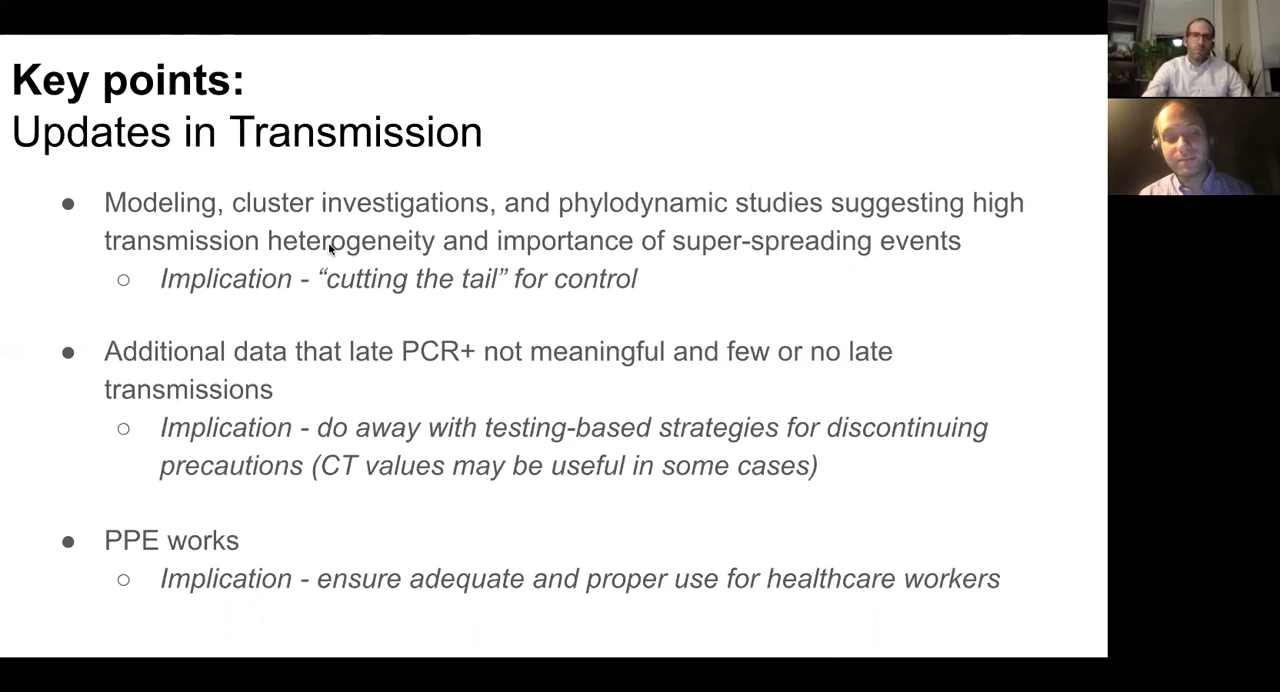 Key points:
Updates in Transmission
● Modeling, cluster investigations, and phylodynamic studies suggesting high
transmission heterogeneity and importance of super-spreading events
○ Implication - “cutting the tail” for control
● Additional data that late PCR+ not meaningful and few or no late
transmissions
○ Implication - do away with testing-based strategies for discontinuing
precautions (CT values may be useful in some cases)
● PPE works
○ Implication - ensure adequate and proper use for healthcare workers